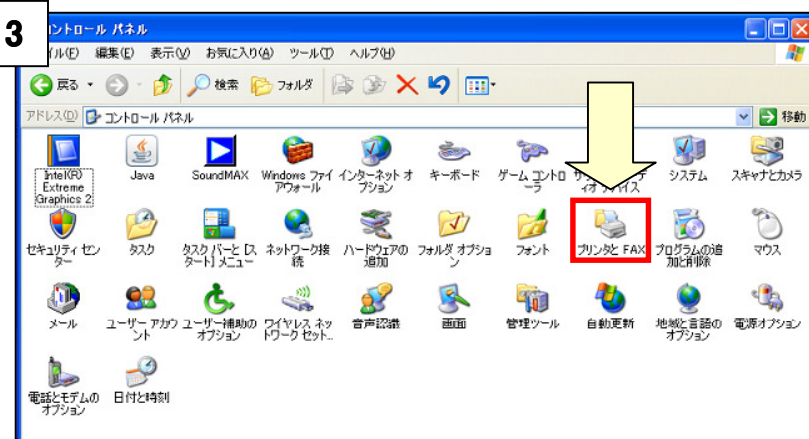 3
コントロール パネル
イル(F) 編集(E) 表示(V) お気に入り(A) ツール(T) ヘルプ(H)
戻る 検索 フォルダ
アドレス(D) コントロール パネル 移動
Intel(R)
Extreme
Graphics 2
Java
SoundMAX
Windows ファイ
アウォール
インターネット オ
プション
キーボード
ゲーム コントロ
ーラ
システム
スキャナとカメラ
セキュリティ セン
ター
タスク
タスク バーと [ス
タート] メニュー
ネットワーク接
続
ハードウェアの
追加
フォルダ オプショ
ン
フォント
プリンタと FAX
プログラムの追
加と削除
マウス
メール
ユーザー アカウ
ント
ユーザー補助の
オプション
ワイヤレス ネッ
トワーク セット...
音声認識
画面
管理ツール
自動更新
地域と言語の
オプション
電源オプション
電話とモデムの
オプション
日付と時刻